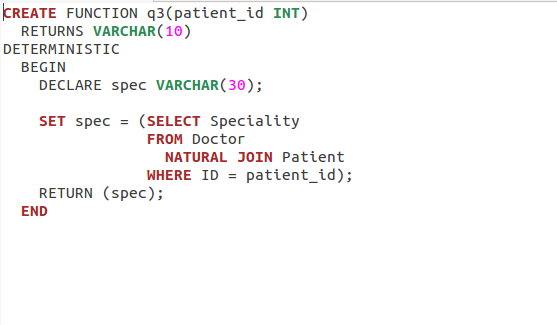 CREATE FUNCTION q3(patient_id INT)
  RETURNS VARCHAR(10)
DETERMINISTIC
  BEGIN
    DECLARE spec VARCHAR(30);

    SET spec = (SELECT Speciality
                FROM Doctor
                  NATURAL JOIN Patient
                WHERE ID = patient_id);
    RETURN (spec);
  END